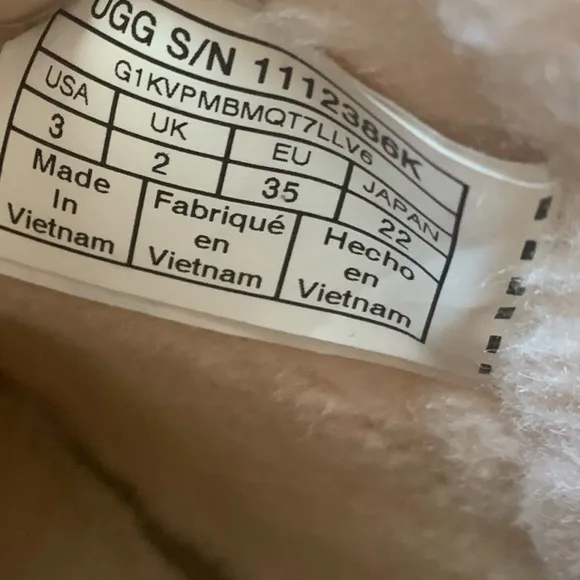 UGG S/N 1112386K
G1KVPMBMQT7LLV6
USA UK EU JAPAN
3 2 35 22
Made In Vietnam
Fabriqué en Vietnam
Hecho en Vietnam